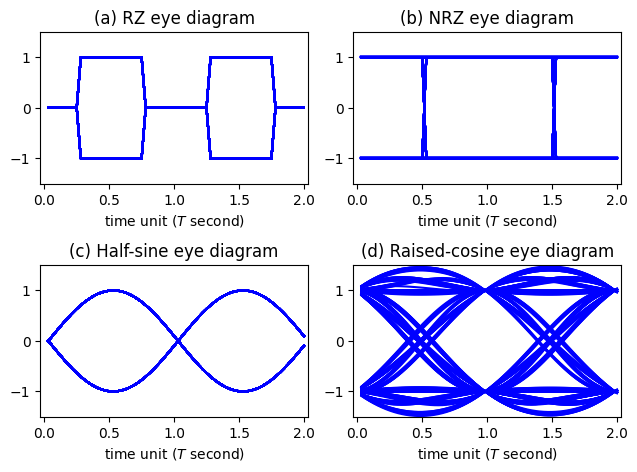 (a) RZ eye diagram
1
0
−1
0.0 0.5 1.0 1.5 2.0
time unit (T second)
(b) NRZ eye diagram
1
0
−1
0.0 0.5 1.0 1.5 2.0
time unit (T second)
(c) Half-sine eye diagram
1
0
−1
0.0 0.5 1.0 1.5 2.0
time unit (T second)
(d) Raised-cosine eye diagram
1
0
−1
0.0 0.5 1.0 1.5 2.0
time unit (T second)